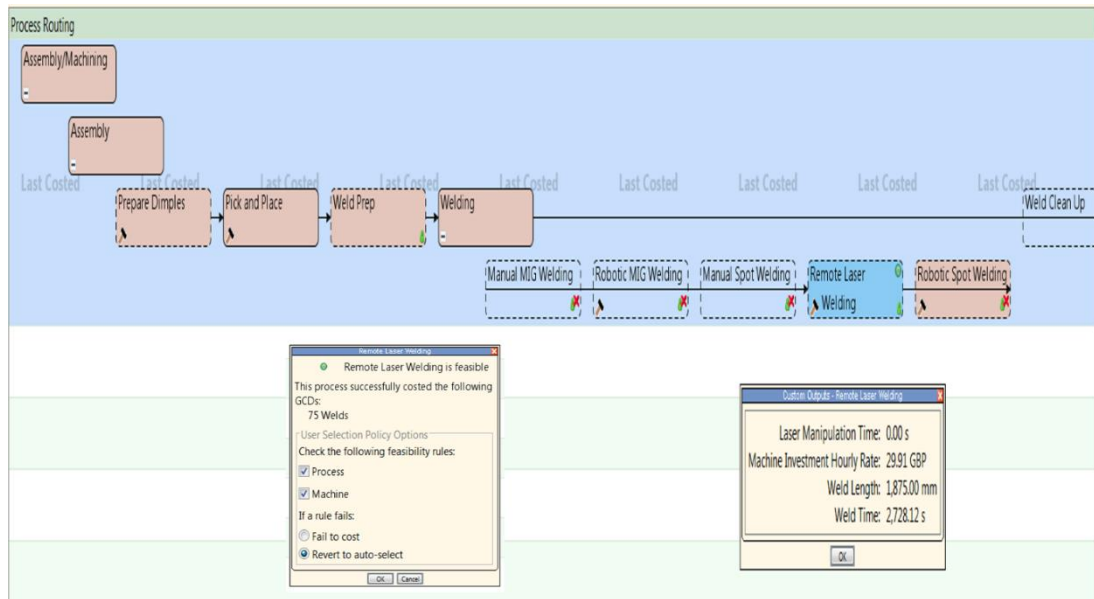 Process Routing
Assembly/Machining
Assembly
Last Costed Last Costed Last Costed Last Costed Last Costed Last Costed Last Costed Last Costed Last Costed
Prepare Dimples Pick and Place Weld Prep Welding Weld Clean Up
Manual MIG Welding Robotic MIG Welding Manual Spot Welding Remote Laser Robotic Spot Welding
Welding
Remote Laser Welding
Remote Laser Welding is feasible
This process successfully costed the following
GCDs:
75 Welds
User Selection Policy Options
Check the following feasibility rules:
Process
Machine
If a rule fails:
Fail to cost
Revert to auto-select
OK Cancel
Custom Outputs - Remote Laser Welding
Laser Manipulation Time: 0.00 s
Machine Investment Hourly Rate: 29.91 GBP
Weld Length: 1,875.00 mm
Weld Time: 2,728.12 s
OK